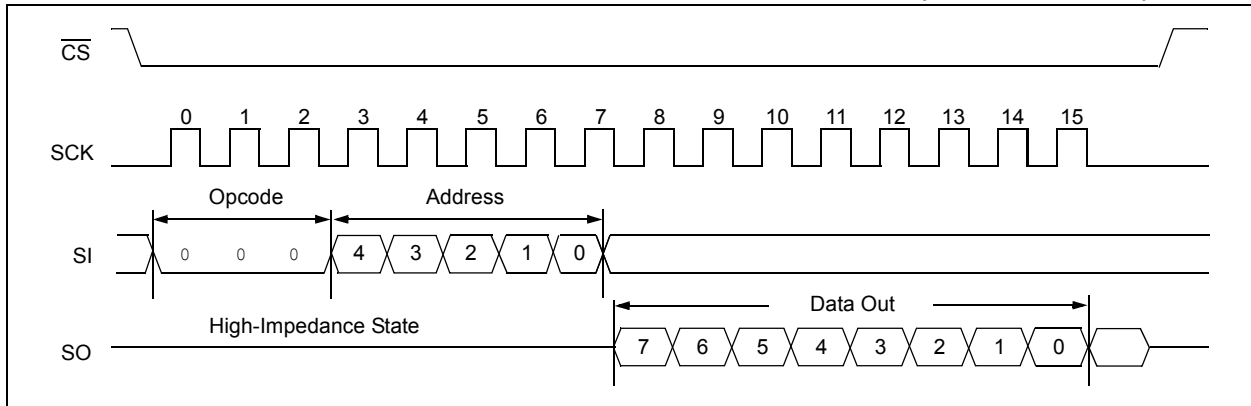 CS
0 1 2 3 4 5 6 7 8 9 10 11 12 13 14 15
SCK
Opcode Address
SI 0 0 0 4 3 2 1 0
Data Out
High-Impedance State
SO 7 6 5 4 3 2 1 0